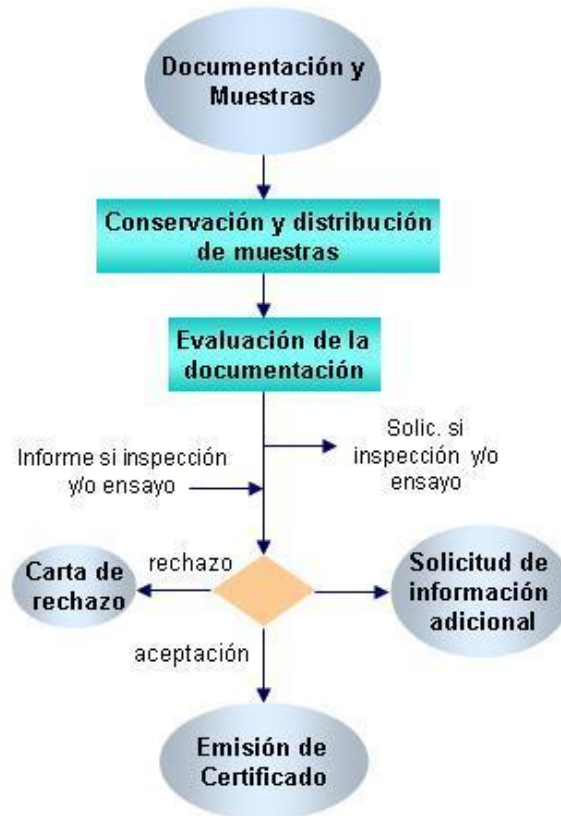 Documentación y
Muestras
Conservación y distribución
de muestras
Evaluación de la
documentación
Solic. si
inspección y/o
ensayo
Informe si inspección
y/o ensayo
rechazo
Carta de
rechazo
Solicitud de
información
adicional
aceptación
Emisión de
Certificado